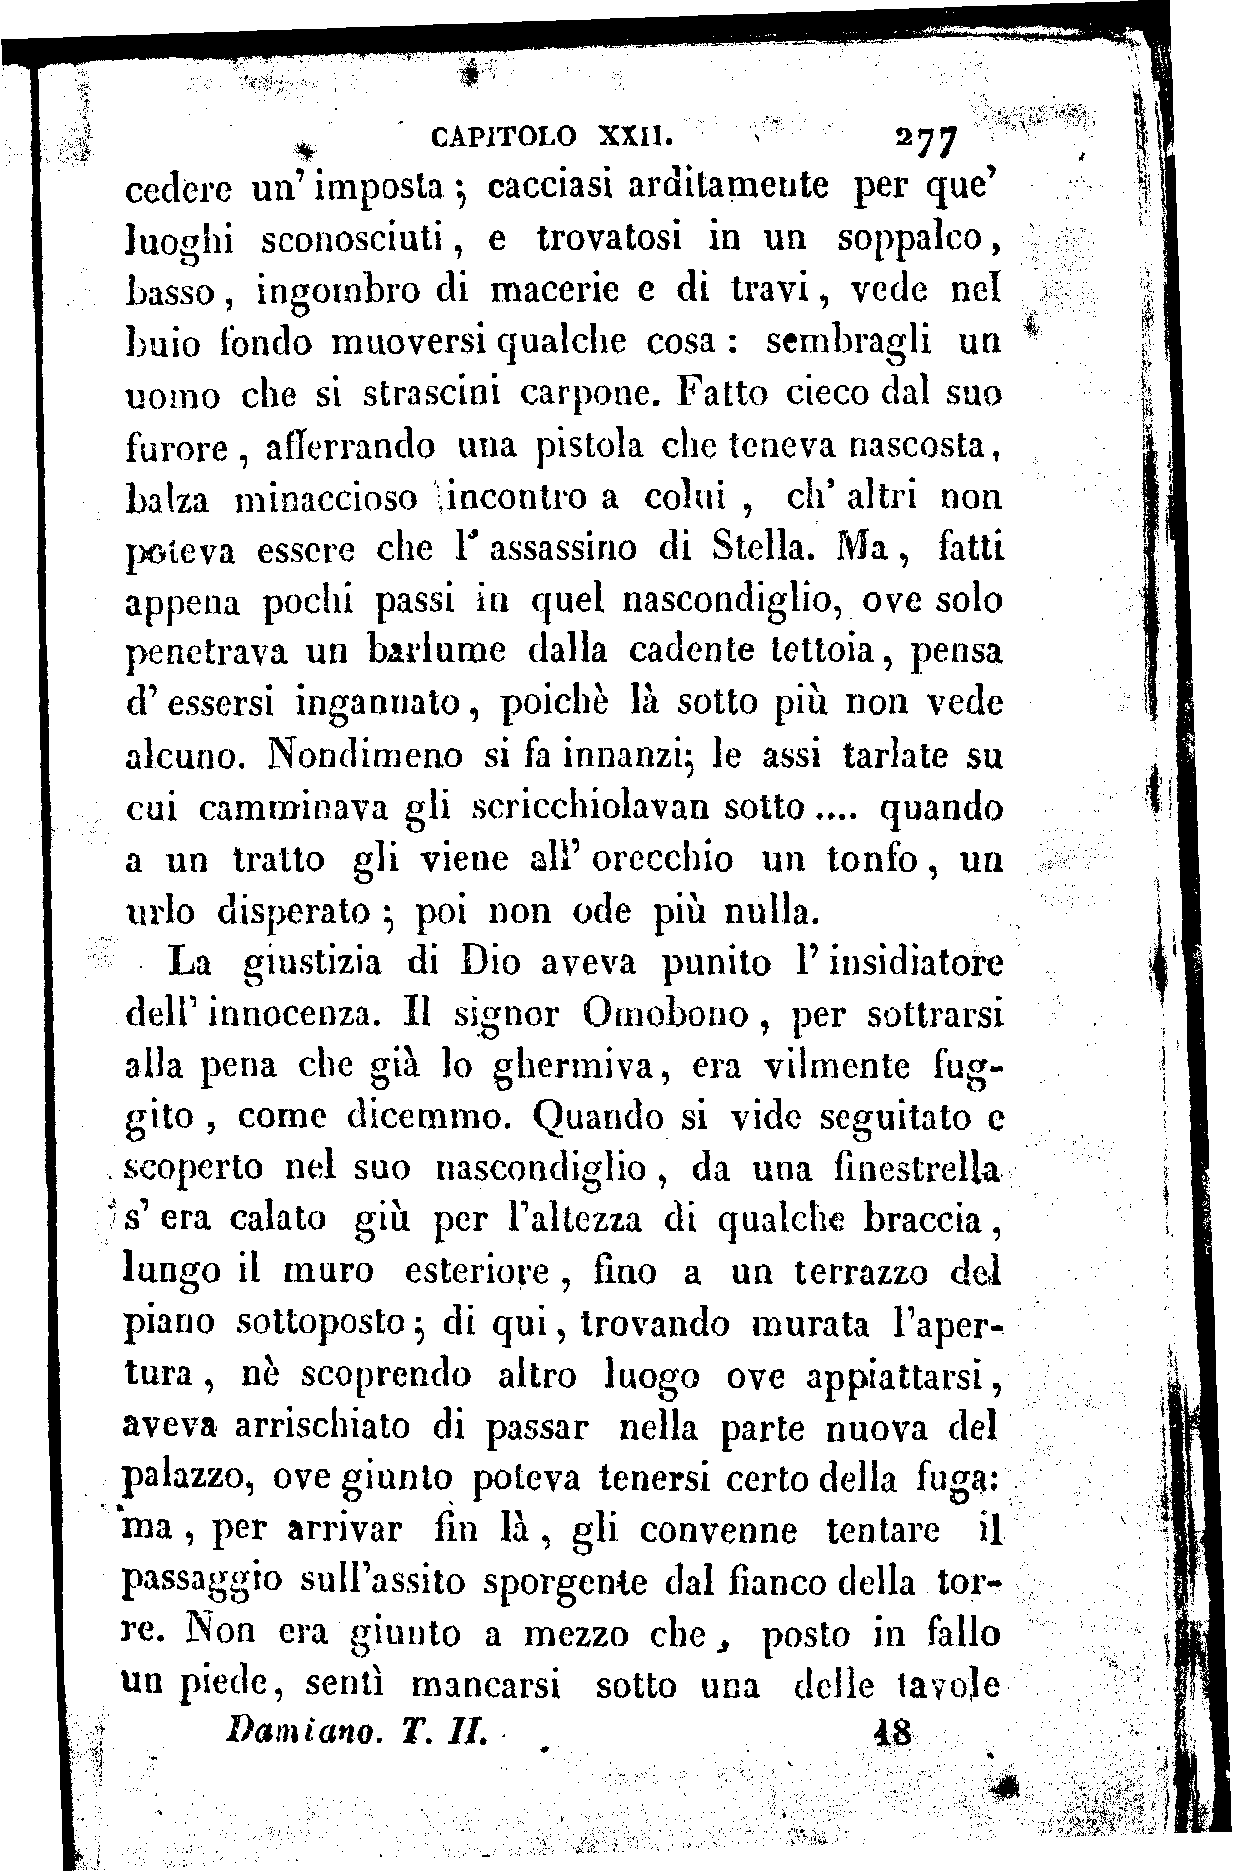 CAPITOLO XXII. 277
cedere un' imposta ; cacciasi arditamente per que'
luoghi sconosciuti , e trovatosi in un soppalco ,
basso , ingombro di macerie e di travi , vede nel
buio fondo muoversi qualche cosa : sembragli un
uomo che si strascini carpone. Fatto cieco dal suo
furore , afferrando una pistola che teneva nascosta ,
balza minaccioso incontro a colui , ch' altri non
poteva essere che l' assassino di Stella. Ma , fatti
appena pochi passi in quel nascondiglio, ove solo
penetrava un barlume dalla cadente tettoia , pensa
d' essersi ingannato , poichè là sotto più non vede
alcuno. Nondimeno si fa innanzi; le assi tarlate su
cui camminava gli scricchiolavan sotto .... quando
a un tratto gli viene all' orecchio un tonfo , un
urlo disperato ; poi non ode più nulla.
La giustizia di Dio aveva punito l' insidiatore
dell' innocenza. Il signor Omobono , per sottrarsi
alla pena che già lo ghermiva , era vilmente fug-
gito , come dicemmo. Quando si vide seguitato e
scoperto nel suo nascondiglio , da una finestrella
s' era calato giù per l'altezza di qualche braccia ,
lungo il muro esteriore , fino a un terrazzo del
piano sottoposto ; di qui , trovando murata l'aper-
tura , nè scoprendo altro luogo ove appiattarsi ,
aveva arrischiato di passar nella parte nuova del
palazzo, ove giunto poteva tenersi certo della fuga:
ma , per arrivar fin là , gli convenne tentare il
passaggio sull'assito sporgente dal fianco della tor-
re. Non era giunto a mezzo che , posto in fallo
un piede , sentì mancarsi sotto una delle tavole
Damiano. T. II. 18